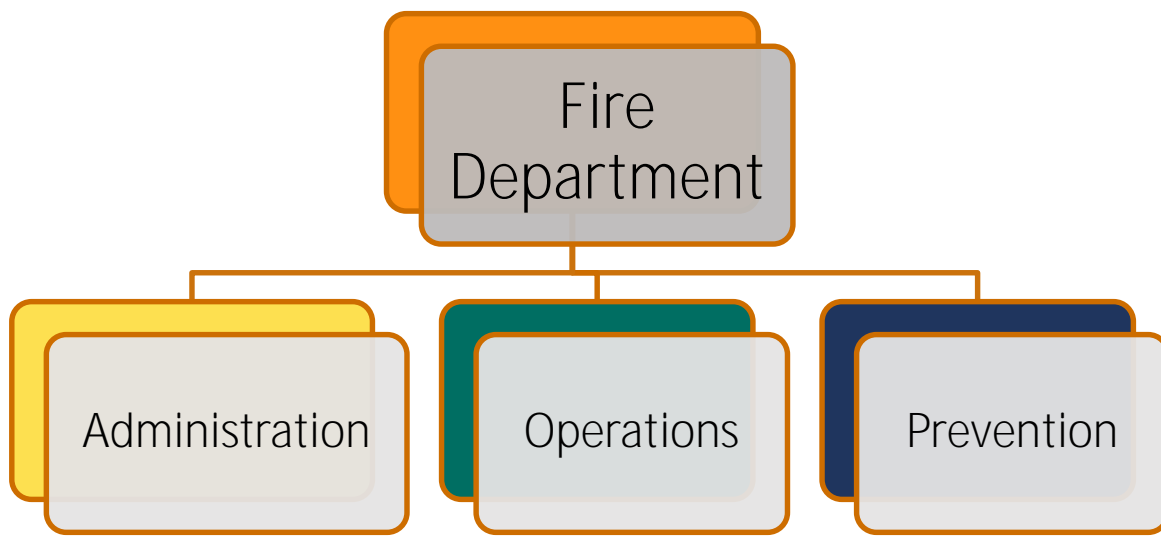 Fire
Department
Administration
Operations
Prevention